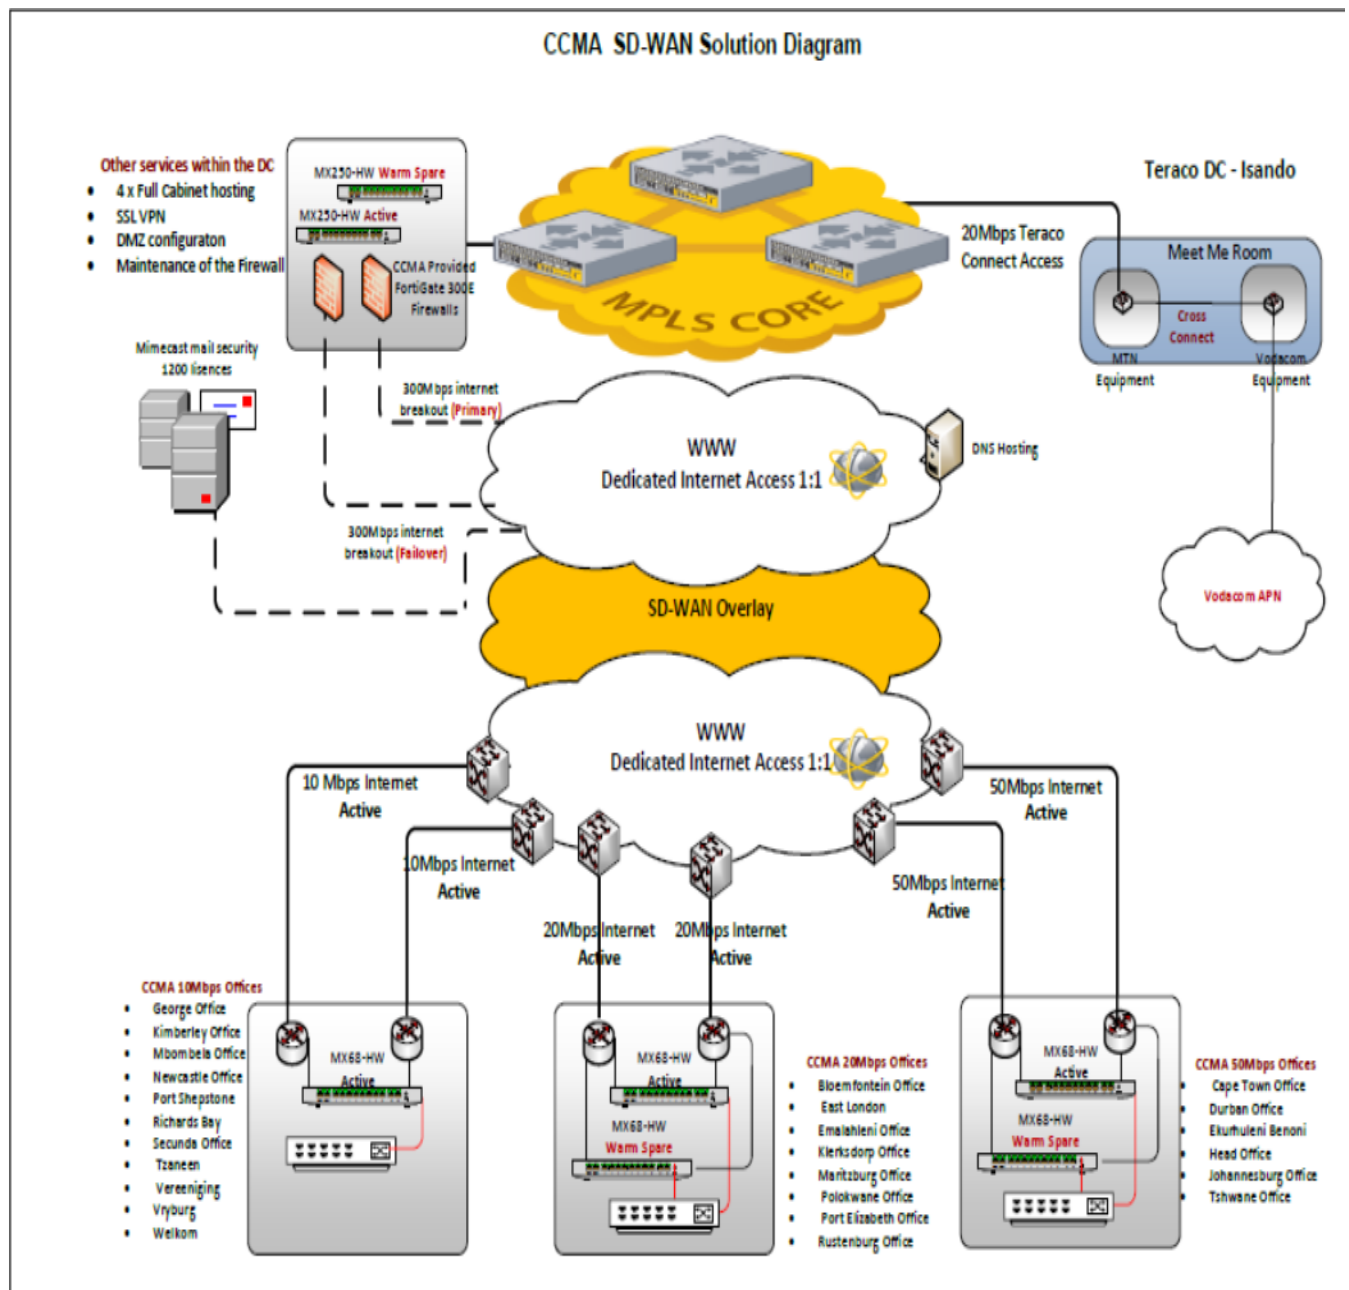 CCMA SD-WAN Solution Diagram
Other services within the DC
4 x Full Cabinet hosting
SSL VPN
DMZ configuraton
Maintenance of the Firewall
MX250-HW Warm Spare
MX250-HW Active
CCMA Provided
FortiGate 300E
Firewalls
MPLS CORE
20Mbps Teraco
Connect Access
Teraco DC - Isando
Meet Me Room
Cross
Connect
MTN
Equipment
Vodacom
Equipment
Mimecast mail security
1200 lisences
300Mbps internet
breakout (Primary)
WWW
Dedicated Internet Access 1:1
DNS Hosting
300Mbps internet
breakout (Failover)
SD-WAN Overlay
Vodacom APN
WWW
Dedicated Internet Access 1:1
10 Mbps Internet
Active
10Mbps Internet
Active
20Mbps Internet
Active
20Mbps Internet
Active
50Mbps Internet
Active
50Mbps Internet
Active
CCMA 10Mbps Offices
George Office
Kimberley Office
Mbombela Office
Newcastle Office
Port Shepstone
Richards Bay
Secunda Office
Tzaneen
Vereeniging
Vryburg
Welkom
MX68-HW
Active
MX68-HW
Active
MX68-HW
Warm Spare
CCMA 20Mbps Offices
Bloemfontein Office
East London
Emalahleni Office
Klerksdorp Office
Maritzburg Office
Polokwane Office
Port Elizabeth Office
Rustenburg Office
MX68-HW
Active
MX68-HW
Warm Spare
CCMA 50Mbps Offices
Cape Town Office
Durban Office
Ekurhuleni Benoni
Head Office
Johannesburg Office
Tshwane Office